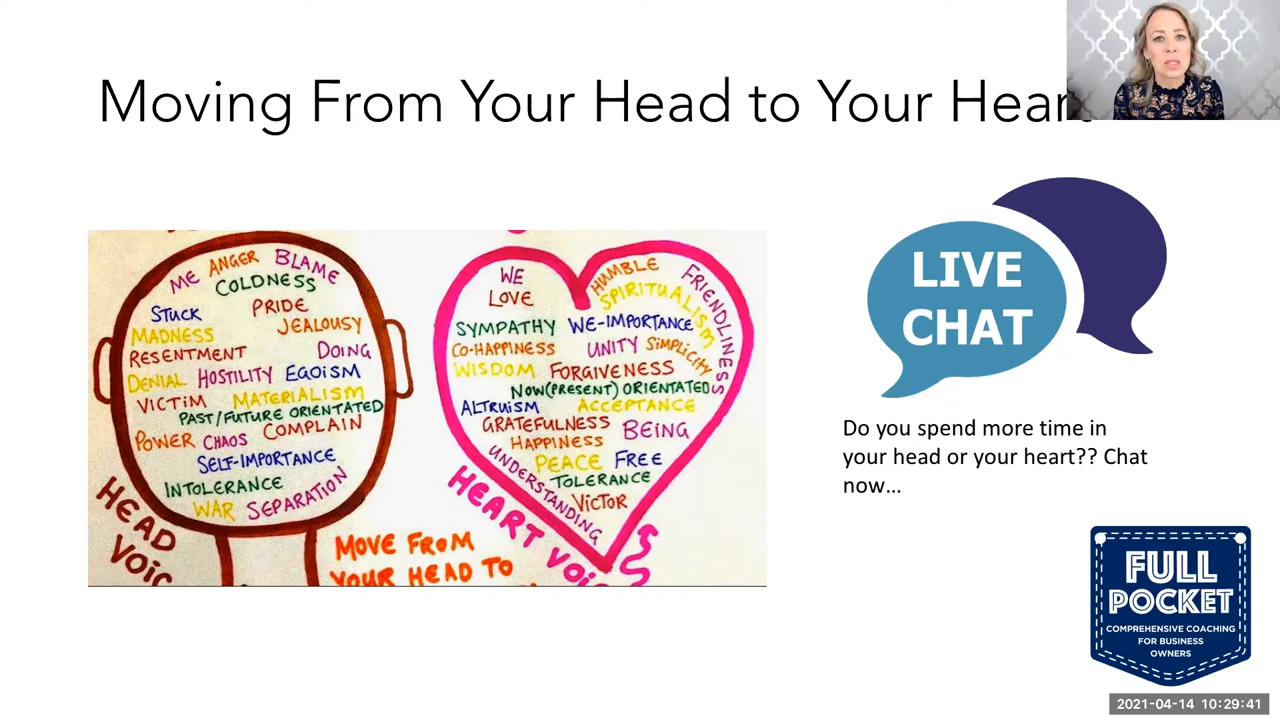 Moving From Your Head to Your Heart
ME ANGER BLAME
COLDNESS
STUCK PRIDE
MADNESS JEALOUSY
RESENTMENT DOING
DENIAL HOSTILITY EGOISM
VICTIM MATERIALISM
PAST/FUTURE ORIENTATED
POWER CHAOS COMPLAIN
SELF-IMPORTANCE
INTOLERANCE
WAR SEPARATION
HEAD
VOIC
WE HUMBLE FRIENDLINESS
LOVE SPIRITUALISM
SYMPATHY WE-IMPORTANCE
CO-HAPPINESS UNITY SIMPLICITY
WISDOM FORGIVENESS
NOW(PRESENT) ORIENTATED
ALTRUISM ACCEPTANCE
GRATEFULNESS BEING
HAPPINESS
UNDERSTANDING PEACE FREE
TOLERANCE
VICTOR
HEART VOIC
MOVE FROM
YOUR HEAD TO
LIVE
CHAT
Do you spend more time in
your head or your heart?? Chat
now...
FULL
POCKET
COMPREHENSIVE COACHING
FOR BUSINESS
OWNERS
2021-04-14 10:29:41